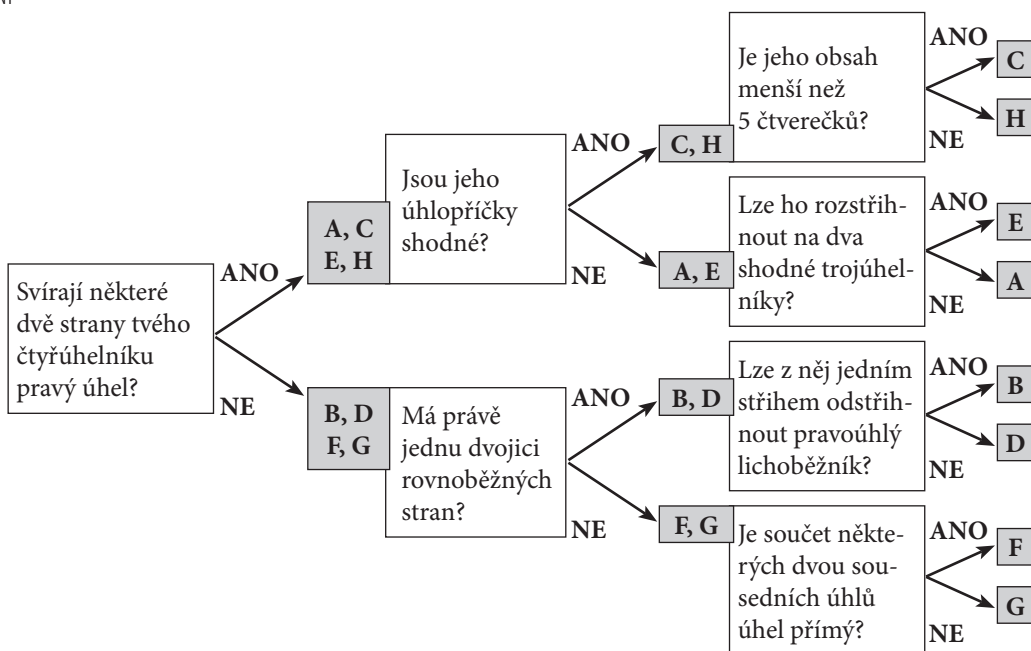 Svírají některé
dvě strany tvého
čtyřúhelníku
pravý úhel?
ANO
NE
A, C
E, H
Jsou jeho
úhlopříčky
shodné?
ANO
NE
B, D
F, G
Má právě
jednu dvojici
rovnoběžných
stran?
ANO
NE
C, H
Je jeho obsah
menší než
5 čtverečků?
ANO
C
H
NE
A, E
Lze ho rozstřih-
nout na dva
shodné trojúhel-
níky?
ANO
E
A
NE
B, D
Lze z něj jedním
střihem odstřih-
nout pravoúhlý
lichoběžník?
ANO
B
D
NE
F, G
Je součet někte-
rých dvou sou-
sedních úhlů
úhel přímý?
ANO
F
G
NE